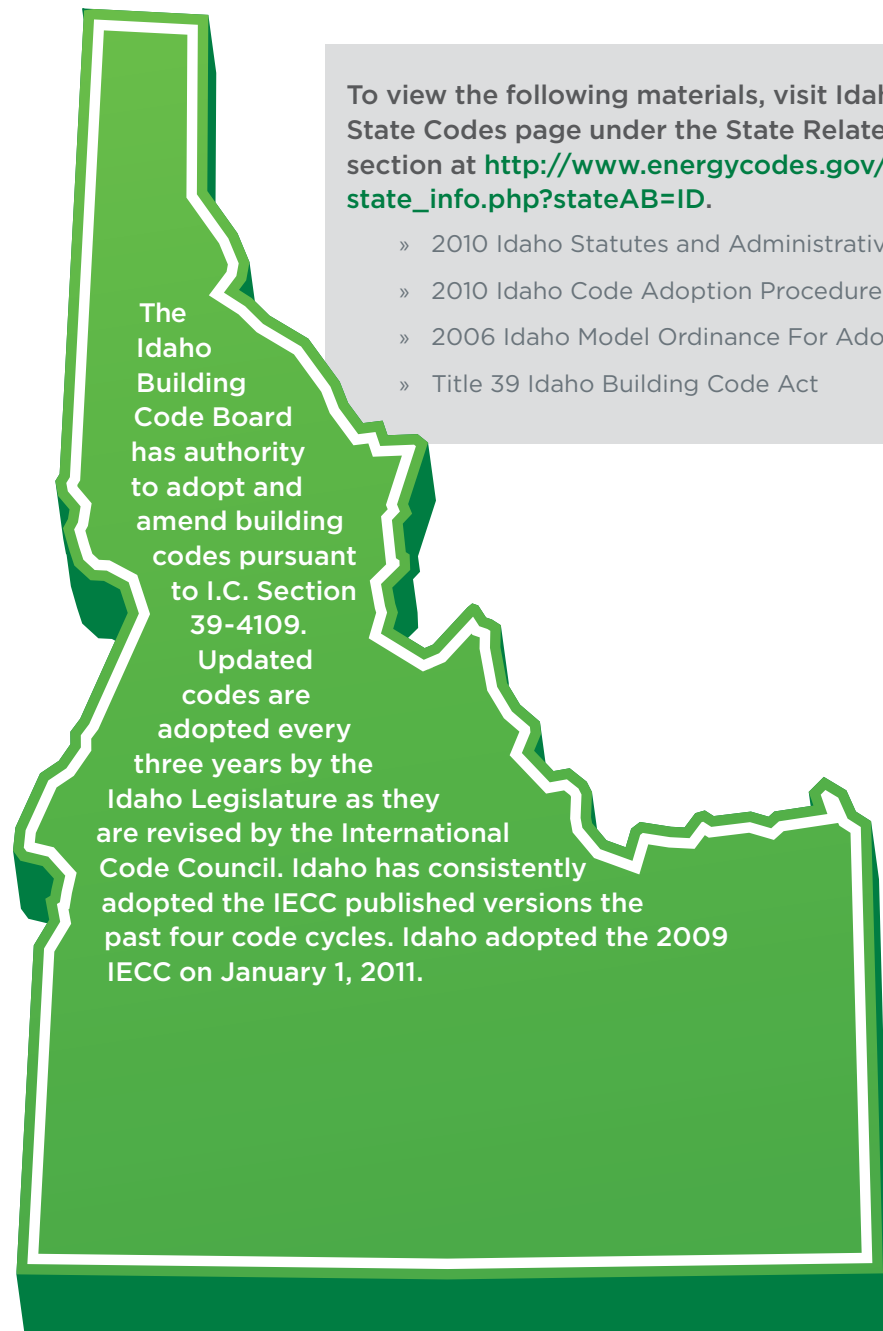 To view the following materials, visit Idah
State Codes page under the State Relate
section at http://www.energycodes.gov/
state_info.php?stateAB=ID.
» 2010 Idaho Statutes and Administrativ
» 2010 Idaho Code Adoption Procedure
» 2006 Idaho Model Ordinance For Ado
» Title 39 Idaho Building Code Act
The
Idaho
Building
Code Board
has authority
to adopt and
amend building
codes pursuant
to I.C. Section
39-4109.
Updated
codes are
adopted every
three years by the
Idaho Legislature as they
are revised by the International
Code Council. Idaho has consistently
adopted the IECC published versions the
past four code cycles. Idaho adopted the 2009
IECC on January 1, 2011.